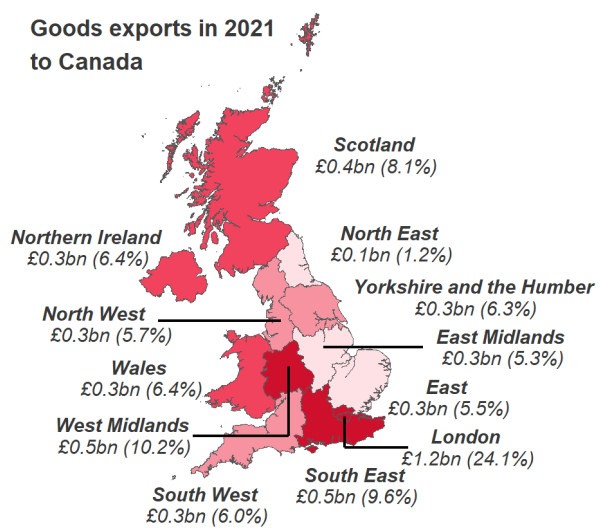 Goods exports in 2021
to Canada
Scotland
£0.4bn (8.1%)
North East
£0.1bn (1.2%)
Northern Ireland
£0.3bn (6.4%)
Yorkshire and the Humber
£0.3bn (6.3%)
North West
£0.3bn (5.7%)
East Midlands
£0.3bn (5.3%)
Wales
£0.3bn (6.4%)
East
£0.3bn (5.5%)
West Midlands
£0.5bn (10.2%)
London
£1.2bn (24.1%)
South East
£0.5bn (9.6%)
South West
£0.3bn (6.0%)